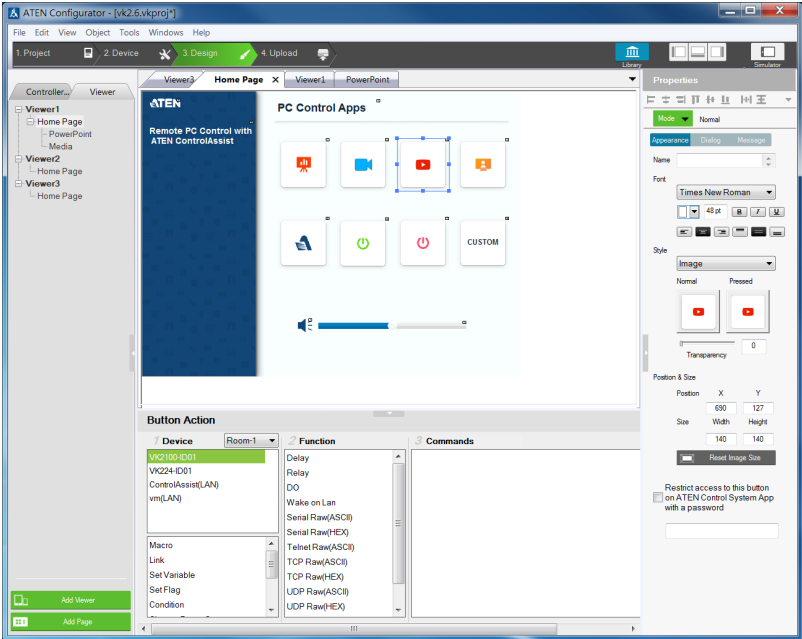 ATEN Configurator - [vk2.6.vkproj*]
File Edit View Object Tools Windows Help
1. Project 2. Device 3. Design 4. Upload Library Simulator
Controller... Viewer
Viewer1
Home Page
PowerPoint
Media
Viewer2
Home Page
Viewer3
Home Page
Add Viewer
Add Page
Viewer3 Home Page Viewer1 PowerPoint
ATEN
Remote PC Control with
ATEN ControlAssist
PC Control Apps
CUSTOM
Button Action
1 Device Room-1 2 Function 3 Commands
VK2100-ID01
VK224-ID01
ControlAssist(LAN)
vm(LAN)
Macro
Link
Set Variable
Set Flag
Condition
Delay
Relay
DO
Wake on Lan
Serial Raw(ASCII)
Serial Raw(HEX)
Telnet Raw(ASCII)
TCP Raw(ASCII)
TCP Raw(HEX)
UDP Raw(ASCII)
UDP Raw(HEX)
Properties
Mode Normal
Appearance Dialog Message
Name
Font
Times New Roman
48 pt B I U
Style
Image
Normal Pressed
0
Transparency
Position & Size
Position X Y
690 127
Size Width Height
140 140
Reset Image Size
Restrict access to this button
on ATEN Control System App
with a password